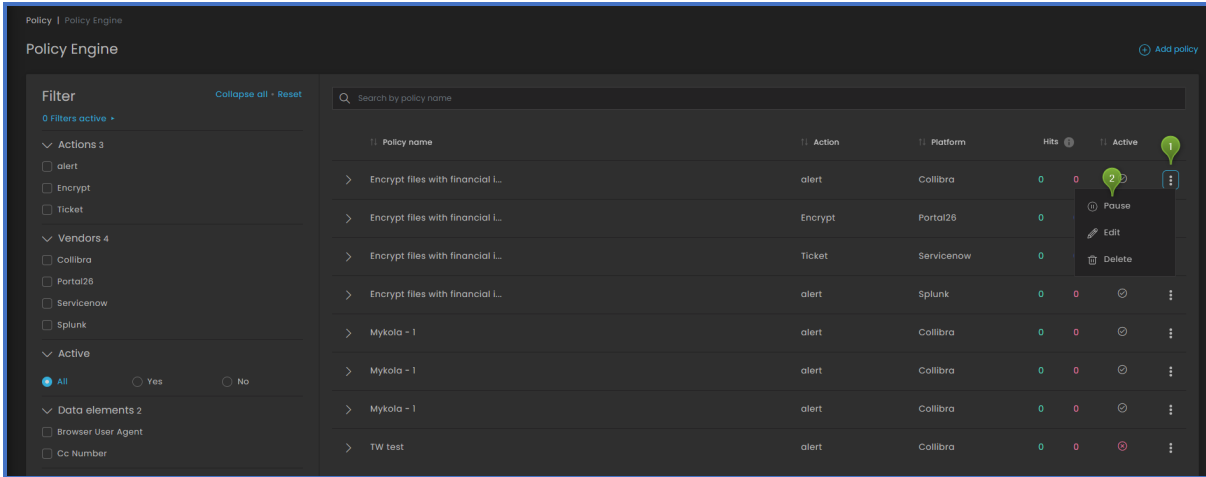 Policy | Policy Engine
Policy Engine
Add policy
Filter Collapse all • Reset
0 Filters active
Actions 3
alert
Encrypt
Ticket
Vendors 4
Collibra
Portal26
Servicenow
Splunk
Active
All Yes No
Data elements 2
Browser User Agent
Cc Number
Search by policy name
Policy name Action Platform Hits Active
1
Encrypt files with financial i... alert Collibra 0 0
2
Pause
Edit
Delete
Encrypt files with financial i... Encrypt Portal26 0
Encrypt files with financial i... Ticket Servicenow 0
Encrypt files with financial i... alert Splunk 0 0
Mykola - 1 alert Collibra 0 0
Mykola - 1 alert Collibra 0 0
Mykola - 1 alert Collibra 0 0
TW test alert Collibra 0 0